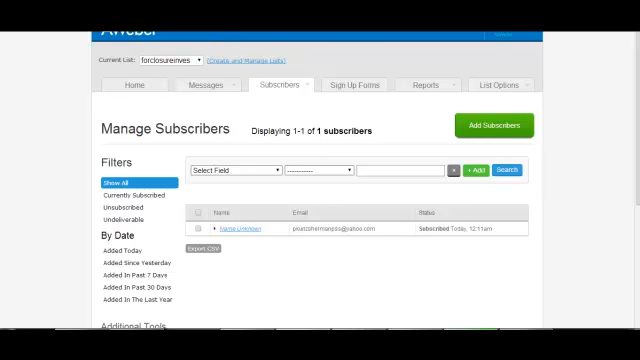 AWeber
Current List: forclosureinves (Create and Manage Lists)
Home Messages Subscribers Sign Up Forms Reports List Options
Manage Subscribers Displaying 1-1 of 1 subscribers Add Subscribers
Filters
Select Field ----------- × + Add Search
Show All
Currently Subscribed
Unsubscribed
Undeliverable
Name Email Status
Name Unknown Subscribed Today, 12:11am
Export CSV
By Date
Added Today
Added Since Yesterday
Added In Past 7 Days
Added In Past 30 Days
Added In The Last Year
Additional Tools